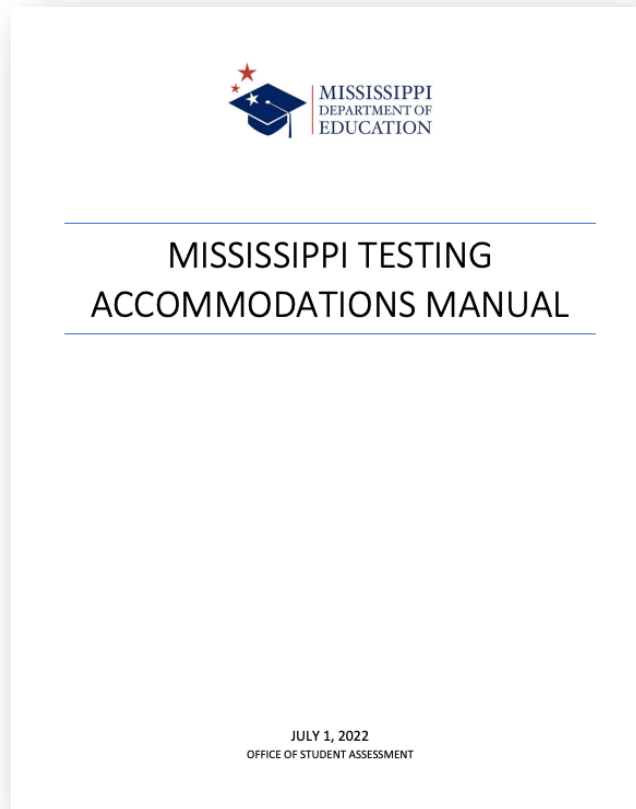 MISSISSIPPI
DEPARTMENT OF
EDUCATION
MISSISSIPPI TESTING
ACCOMMODATIONS MANUAL
JULY 1, 2022
OFFICE OF STUDENT ASSESSMENT